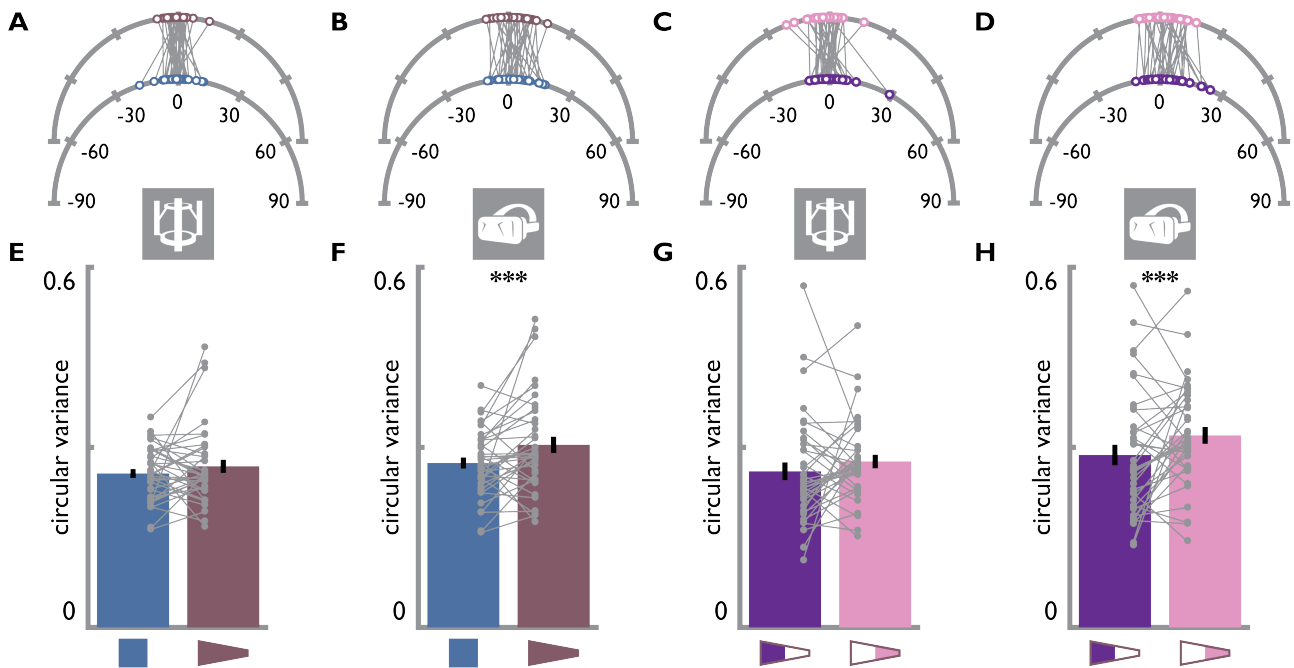 A B C D
0 0 0 0
-30 30 -30 30 -30 30 -30 30
-60 60 -60 60 -60 60 -60 60
-90 90 -90 90 -90 90 -90 90
E F G H
*** ***
0.6 0.6 0.6 0.6
circular variance circular variance circular variance circular variance
0 0 0 0